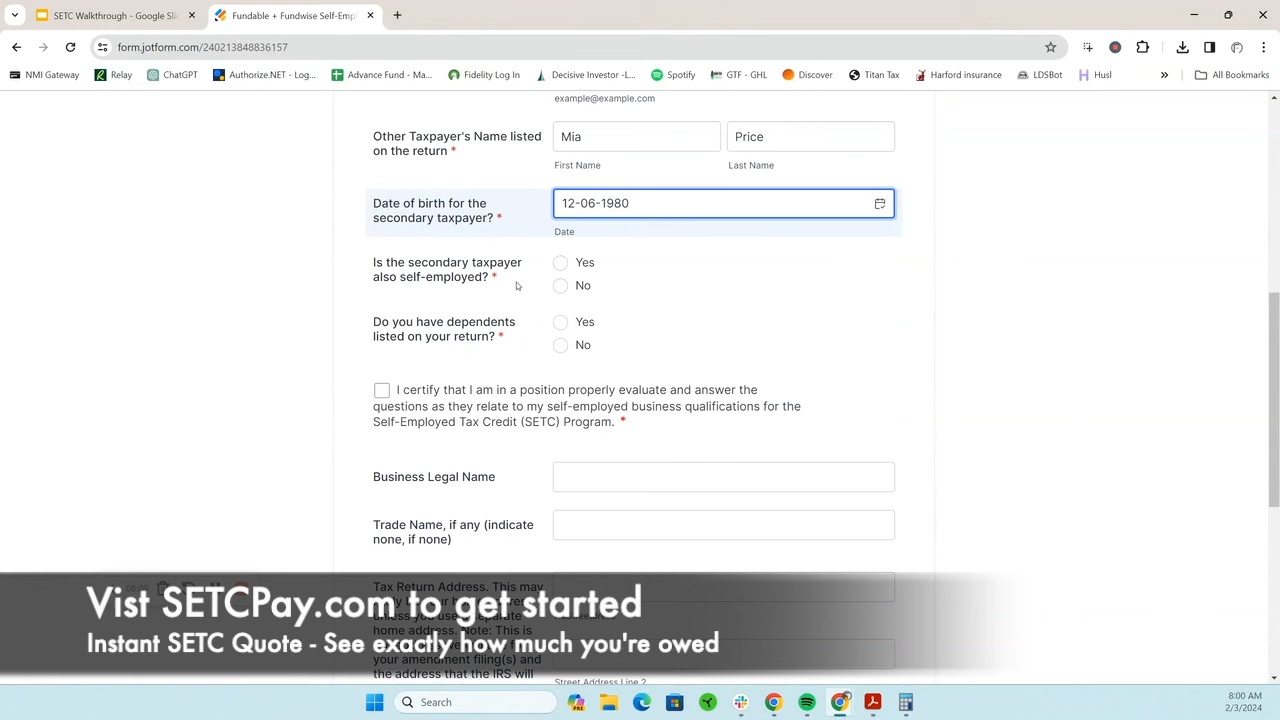 SETC Walkthrough - Google Sli
Fundable + Fundwise Self-Emp
form.jotform.com/240213848836157
NMI Gateway
Relay
ChatGPT
Authorize.NET - Log...
Advance Fund - Ma...
Fidelity Log In
Decisive Investor -L...
Spotify
GTF - GHL
Discover
Titan Tax
Harford insurance
LDSBot
Husl
All Bookmarks
example@example.com
Other Taxpayer's Name listed
on the return *
Mia
Price
First Name
Last Name
Date of birth for the
secondary taxpayer? *
12-06-1980
Date
Is the secondary taxpayer
also self-employed? *
Yes
No
Do you have dependents
listed on your return? *
Yes
No
I certify that I am in a position properly evaluate and answer the
questions as they relate to my self-employed business qualifications for the
Self-Employed Tax Credit (SETC) Program. *
Business Legal Name
Trade Name, if any (indicate
none, if none)
Tax Return Address. This may
home address. Note: This is
your amendment filing(s) and
the address that the IRS will
Street Address Line 2
Vist SETCPay.com to get started
Instant SETC Quote - See exactly how much you're owed
Search
8:00 AM
2/3/2024